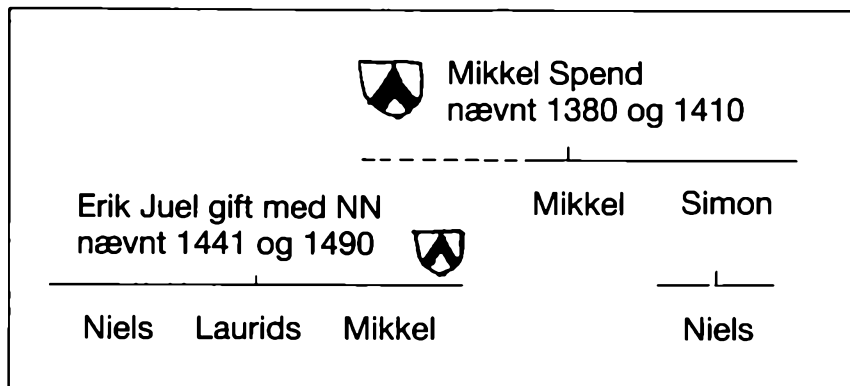 Mikkel Spend
nævnt 1380 og 1410
Mikkel Simon
Erik Juel gift med NN
nævnt 1441 og 1490
Niels Laurids Mikkel Niels